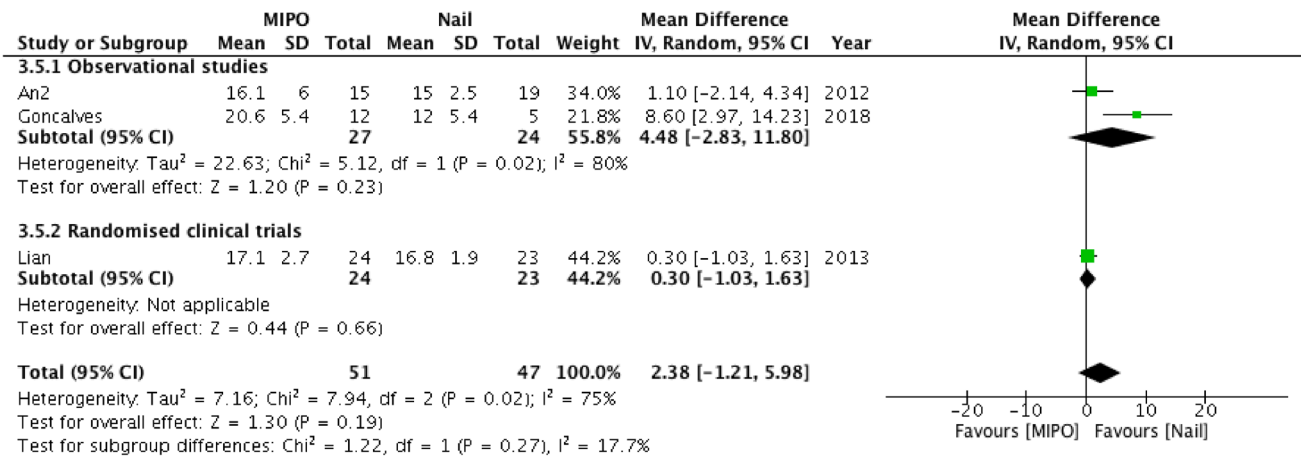 MIPO Nail Mean Difference Mean Difference
Study or Subgroup Mean SD Total Mean SD Total Weight IV, Random, 95% CI Year IV, Random, 95% CI
3.5.1 Observational studies
An2 16.1 6 15 15 2.5 19 34.0% 1.10 [-2.14, 4.34] 2012
Goncalves 20.6 5.4 12 12 5.4 5 21.8% 8.60 [2.97, 14.23] 2018
Subtotal (95% CI) 27 24 55.8% 4.48 [-2.83, 11.80]
Heterogeneity: Tau² = 22.63; Chi² = 5.12, df = 1 (P = 0.02); I² = 80%
Test for overall effect: Z = 1.20 (P = 0.23)
3.5.2 Randomised clinical trials
Lian 17.1 2.7 24 16.8 1.9 23 44.2% 0.30 [-1.03, 1.63] 2013
Subtotal (95% CI) 24 23 44.2% 0.30 [-1.03, 1.63]
Heterogeneity: Not applicable
Test for overall effect: Z = 0.44 (P = 0.66)
Total (95% CI) 51 47 100.0% 2.38 [-1.21, 5.98]
Heterogeneity: Tau² = 7.16; Chi² = 7.94, df = 2 (P = 0.02); I² = 75%
Test for overall effect: Z = 1.30 (P = 0.19)
Test for subgroup differences: Chi² = 1.22, df = 1 (P = 0.27), I² = 17.7%
-20 -10 0 10 20
Favours [MIPO] Favours [Nail]